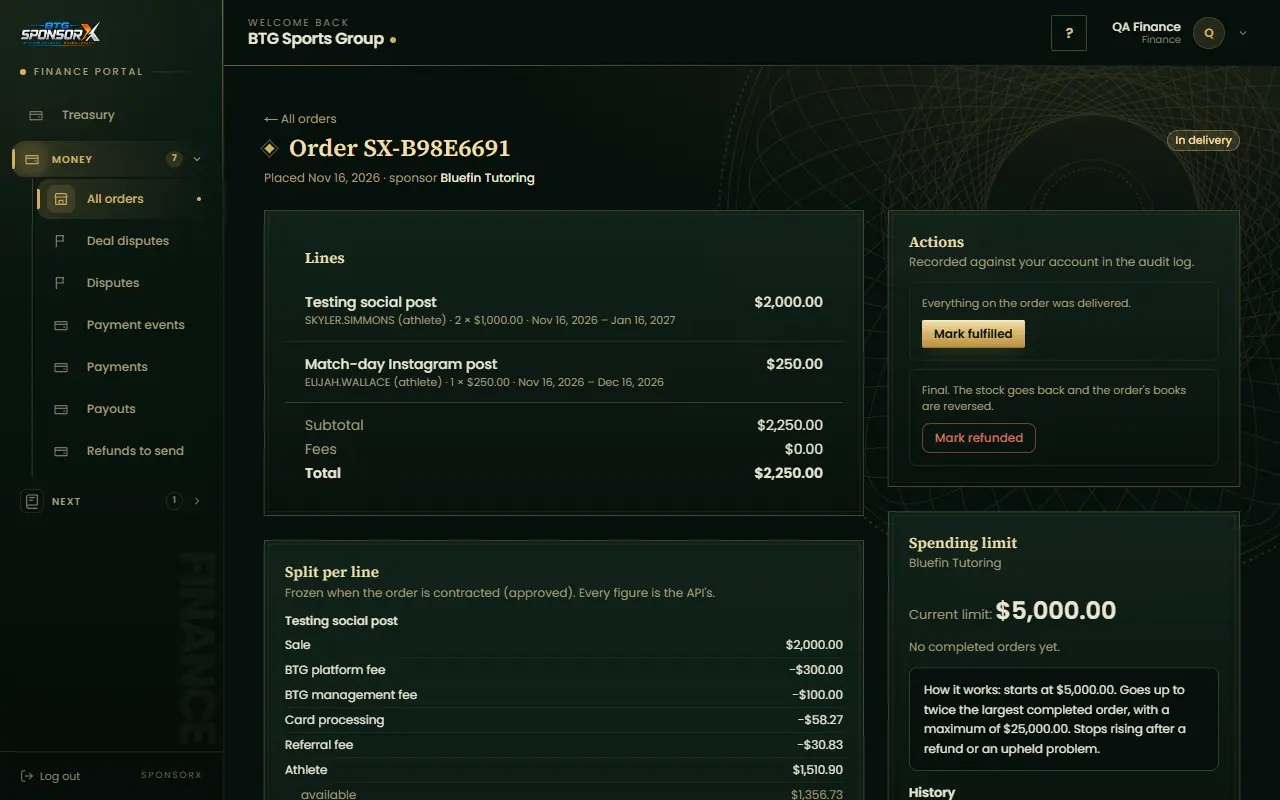 BTG
SPONSORX
FINANCE PORTAL
Treasury
MONEY
7
All orders
Deal disputes
Disputes
Payment events
Payments
Payouts
Refunds to send
NEXT
1
FINANCE
Log out
SPONSORX
WELCOME BACK
BTG Sports Group
?
QA Finance
Finance
Q
← All orders
Order SX-B98E6691
Placed Nov 16, 2026 · sponsor Bluefin Tutoring
In delivery
Lines
Testing social post
$2,000.00
SKYLER.SIMMONS (athlete) · 2 × $1,000.00 · Nov 16, 2026 – Jan 16, 2027
Match-day Instagram post
$250.00
ELIJAH.WALLACE (athlete) · 1 × $250.00 · Nov 16, 2026 – Dec 16, 2026
Subtotal
$2,250.00
Fees
$0.00
Total
$2,250.00
Split per line
Frozen when the order is contracted (approved). Every figure is the API's.
Testing social post
Sale
$2,000.00
BTG platform fee
−$300.00
BTG management fee
−$100.00
Card processing
−$58.27
Referral fee
−$30.83
Athlete
$1,510.90
available
$1,356.73
Actions
Recorded against your account in the audit log.
Everything on the order was delivered.
Mark fulfilled
Final. The stock goes back and the order's books
are reversed.
Mark refunded
Spending limit
Bluefin Tutoring
Current limit: $5,000.00
No completed orders yet.
How it works: starts at $5,000.00. Goes up to
twice the largest completed order, with a
maximum of $25,000.00. Stops rising after a
refund or an upheld problem.
History